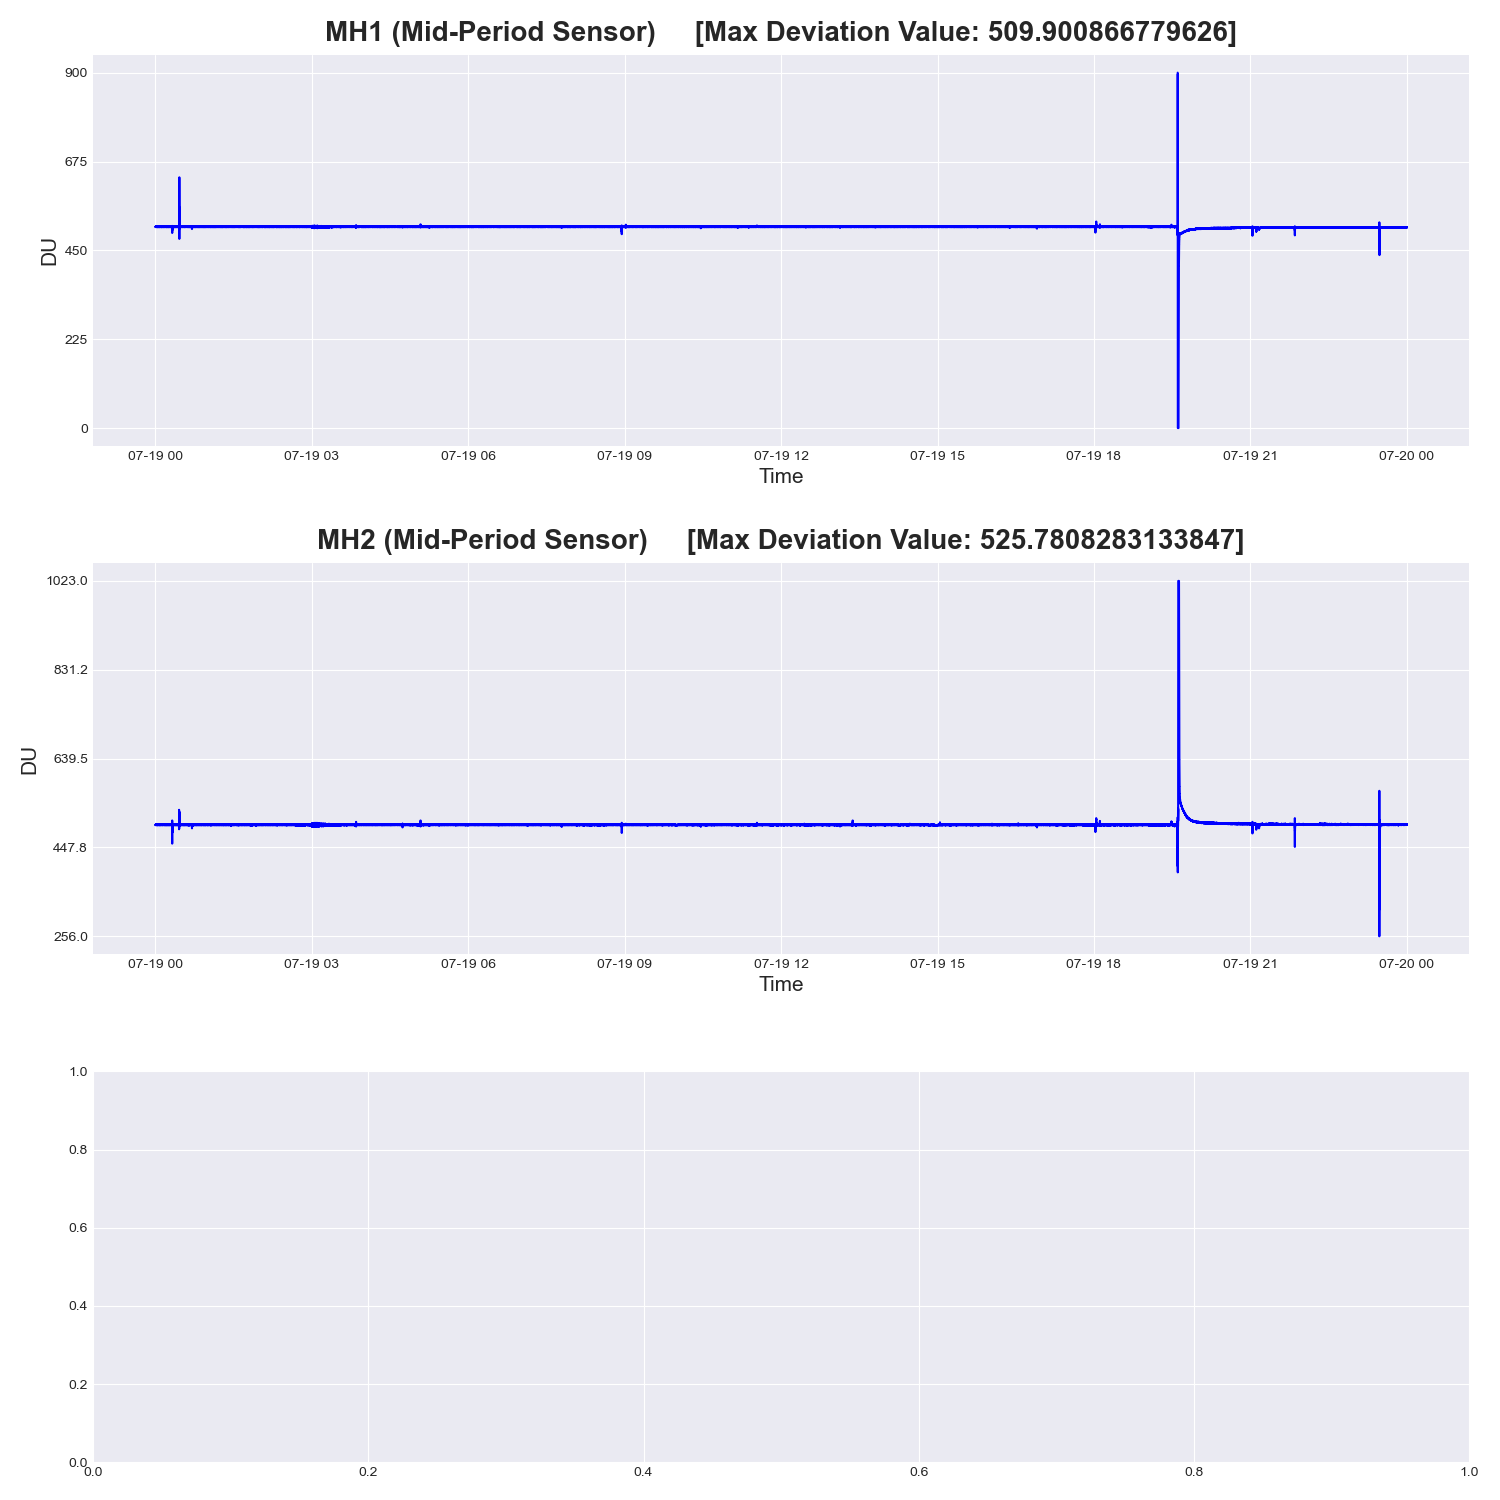 MH1 (Mid-Period Sensor) [Max Deviation Value: 509.900866779626]
900
675
450
225
0
DU
07-19 00 07-19 03 07-19 06 07-19 09 07-19 12 07-19 15 07-19 18 07-19 21 07-20 00
Time
MH2 (Mid-Period Sensor) [Max Deviation Value: 525.7808283133847]
1023.0
831.2
639.5
447.8
256.0
DU
07-19 00 07-19 03 07-19 06 07-19 09 07-19 12 07-19 15 07-19 18 07-19 21 07-20 00
Time
1.0
0.8
0.6
0.4
0.2
0.0
0.0 0.2 0.4 0.6 0.8 1.0